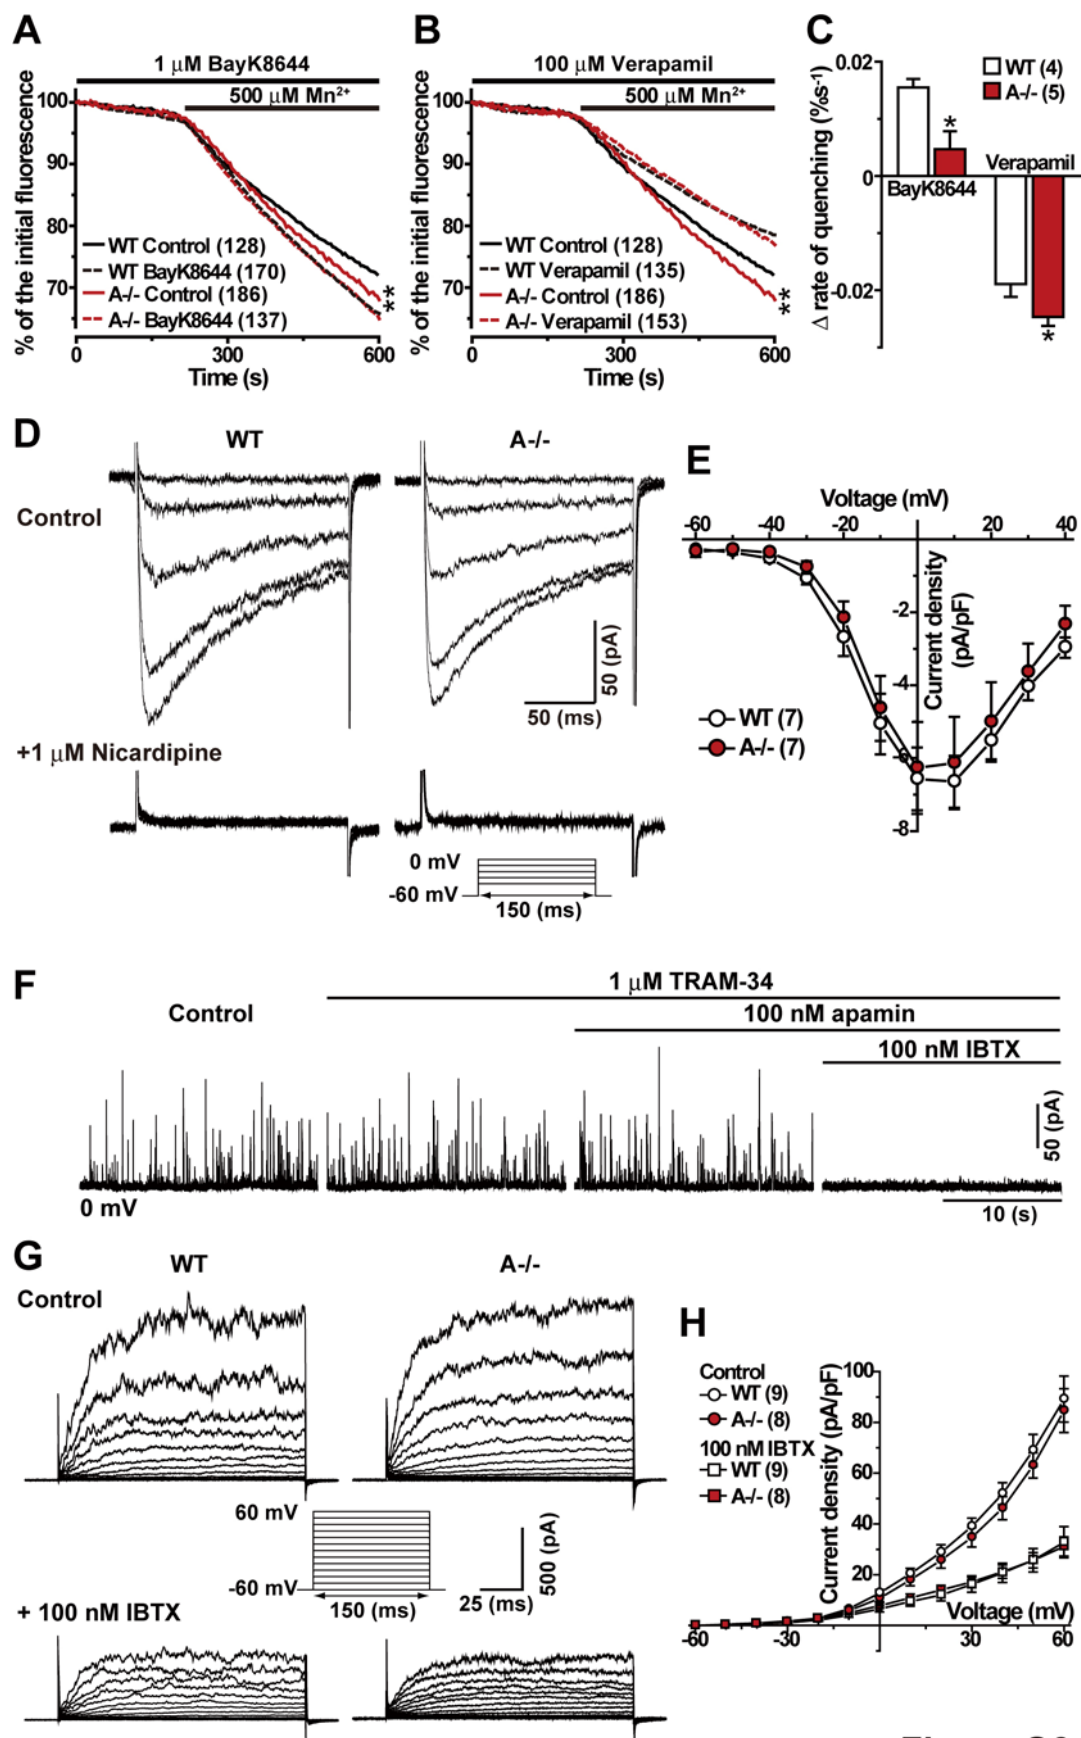 A
1 μM BayK8644
500 μM Mn²⁺
% of the initial fluorescence
100
90
80
70
WT Control (128)
WT BayK8644 (170)
A-/- Control (186)
A-/- BayK8644 (137)
*
*
0
300
600
Time (s)
B
100 μM Verapamil
500 μM Mn²⁺
% of the initial fluorescence
100
90
80
70
WT Control (128)
WT Verapamil (135)
A-/- Control (186)
A-/- Verapamil (153)
*
*
0
300
600
Time (s)
C
Δ rate of quenching (%s⁻¹)
0.02
0
-0.02
WT (4)
A-/- (5)
*
BayK8644
Verapamil
*
D
WT
A-/-
Control
50 (pA)
50 (ms)
+1 μM Nicardipine
0 mV
-60 mV
150 (ms)
E
Voltage (mV)
-60
-40
-20
20
40
Current density
(pA/pF)
-2
-4
-6
-8
WT (7)
A-/- (7)
F
1 μM TRAM-34
Control
100 nM apamin
100 nM IBTX
50 (pA)
0 mV
10 (s)
G
WT
A-/-
Control
60 mV
-60 mV
150 (ms)
25 (ms)
500 (pA)
+ 100 nM IBTX
H
Control
WT (9)
A-/- (8)
100 nM IBTX
WT (9)
A-/- (8)
Current density (pA/pF)
100
80
60
40
20
Voltage (mV)
-60
-30
30
60